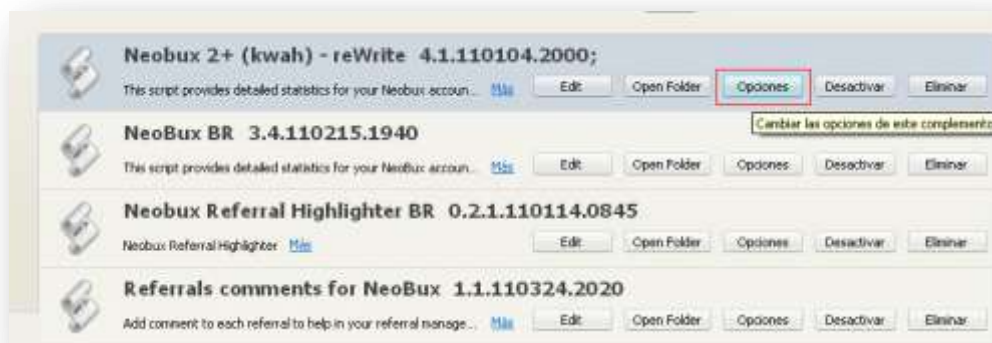 Neobux 2+ (kwah) - reWrite 4.1.110104.2000;
This script provides detailed statistics for your Neobux accoun... Más Edit Open Folder Opciones Desactivar Eliminar
Cambiar las opciones de este complemento
NeoBux BR 3.4.110215.1940
This script provides detailed statistics for your NeoBux accoun... Más Edit Open Folder Opciones Desactivar Eliminar
Neobux Referral Highlighter BR 0.2.1.110114.0845
Neobux Referral Highlighter Más Edit Open Folder Opciones Desactivar Eliminar
Referrals comments for NeoBux 1.1.110324.2020
Add comment to each referral to help in your referral manage... Más Edit Open Folder Opciones Desactivar Eliminar